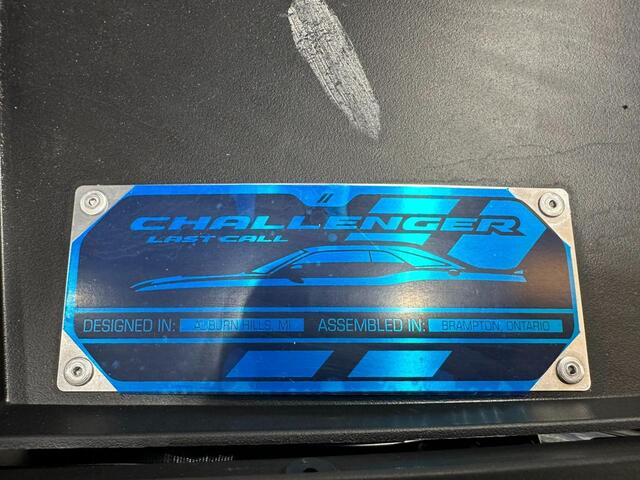 CHALLENGER
LAST CALL
DESIGNED IN: AUBURN HILLS, MI ASSEMBLED IN: BRAMPTON, ONTARIO